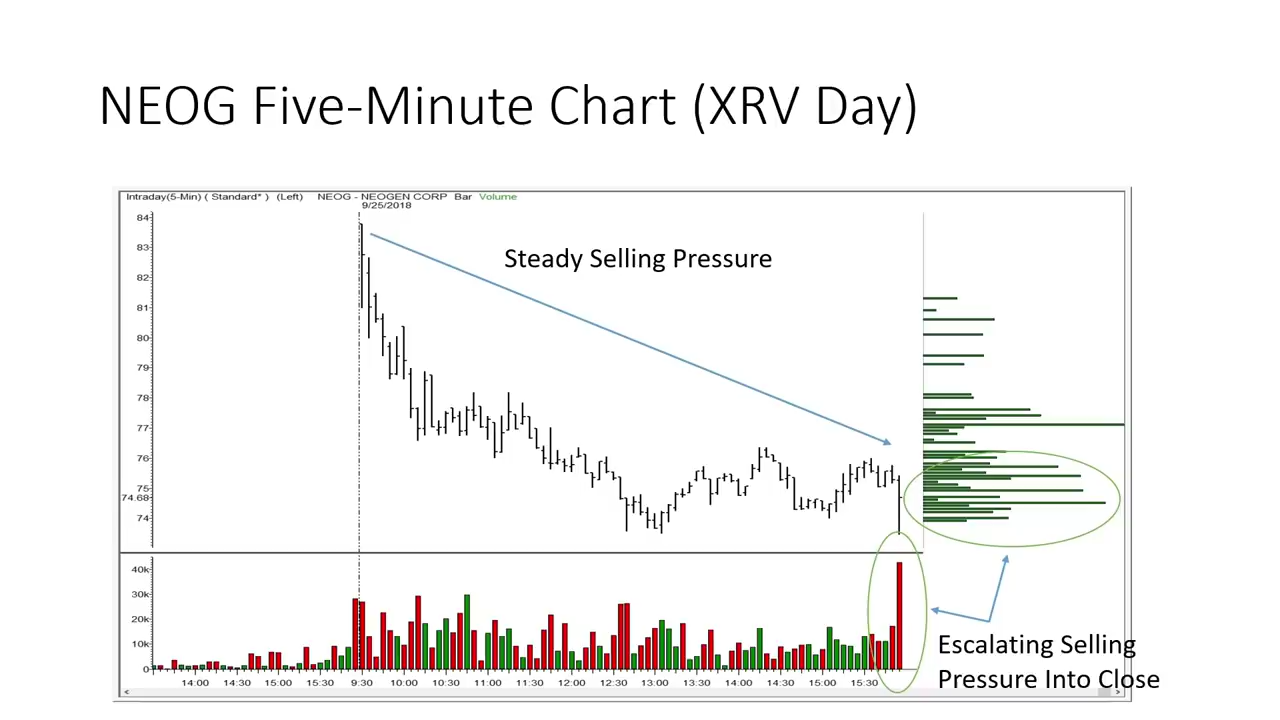 NEOG Five-Minute Chart (XRV Day)
Intraday(5-Min) ( Standard* ) (Left) NEOG - NEOGEN CORP Bar Volume
9/25/2018
Steady Selling Pressure
84
83
82
81
80
79
78
77
76
75
74.68
74
40k
30k
20k
10k
0
14:00 14:30 15:00 15:30 9:30 10:00 10:30 11:00 11:30 12:00 12:30 13:00 13:30 14:00 14:30 15:00 15:30
Escalating Selling
Pressure Into Close